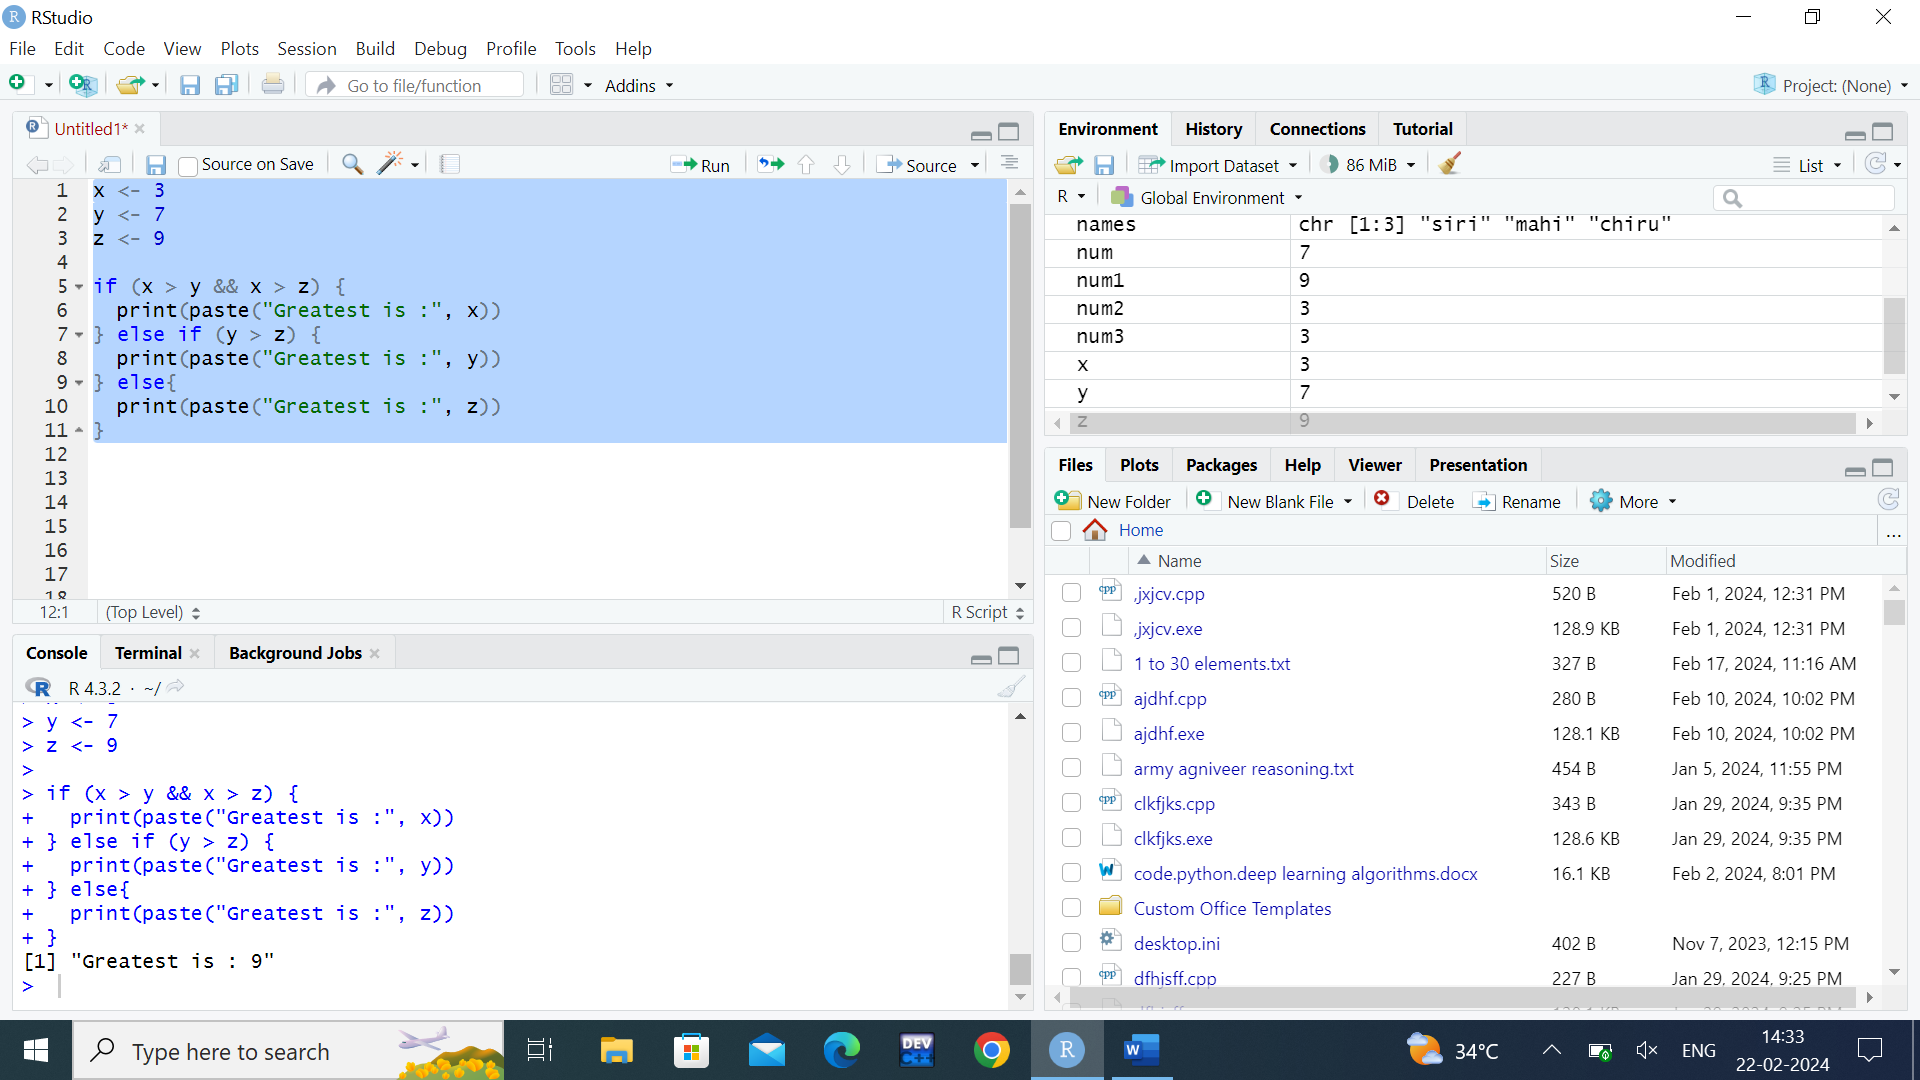 RStudio
File Edit Code View Plots Session Build Debug Profile Tools Help
Go to file/function Addins Project: (None)
Untitled1*
Source on Save Run Source
1 x <- 3
2 y <- 7
3 z <- 9
4
5 if (x > y && x > z) {
6 print(paste("Greatest is :", x))
7 } else if (y > z) {
8 print(paste("Greatest is :", y))
9 } else{
10 print(paste("Greatest is :", z))
11 }
12
13
14
15
16
17
18
12:1 (Top Level) R Script
Console Terminal Background Jobs
R R 4.3.2 · ~/
> y <- 7
> z <- 9
>
> if (x > y && x > z) {
+ print(paste("Greatest is :", x))
+ } else if (y > z) {
+ print(paste("Greatest is :", y))
+ } else{
+ print(paste("Greatest is :", z))
+ }
[1] "Greatest is : 9"
>
Environment History Connections Tutorial
Import Dataset 86 MiB List
R Global Environment
names chr [1:3] "siri" "mahi" "chiru"
num 7
num1 9
num2 3
num3 3
x 3
y 7
z 9
Files Plots Packages Help Viewer Presentation
New Folder New Blank File Delete Rename More
Home ...
Name Size Modified
,jxjcv.cpp 520 B Feb 1, 2024, 12:31 PM
,jxjcv.exe 128.9 KB Feb 1, 2024, 12:31 PM
1 to 30 elements.txt 327 B Feb 17, 2024, 11:16 AM
ajdhf.cpp 280 B Feb 10, 2024, 10:02 PM
ajdhf.exe 128.1 KB Feb 10, 2024, 10:02 PM
army agniveer reasoning.txt 454 B Jan 5, 2024, 11:55 PM
clkfjks.cpp 343 B Jan 29, 2024, 9:35 PM
clkfjks.exe 128.6 KB Jan 29, 2024, 9:35 PM
code.python.deep learning algorithms.docx 16.1 KB Feb 2, 2024, 8:01 PM
Custom Office Templates
desktop.ini 402 B Nov 7, 2023, 12:15 PM
dfhjsff.cpp 227 B Jan 29, 2024, 9:25 PM
Type here to search DEV C++ R W 34°C ENG 14:33
22-02-2024